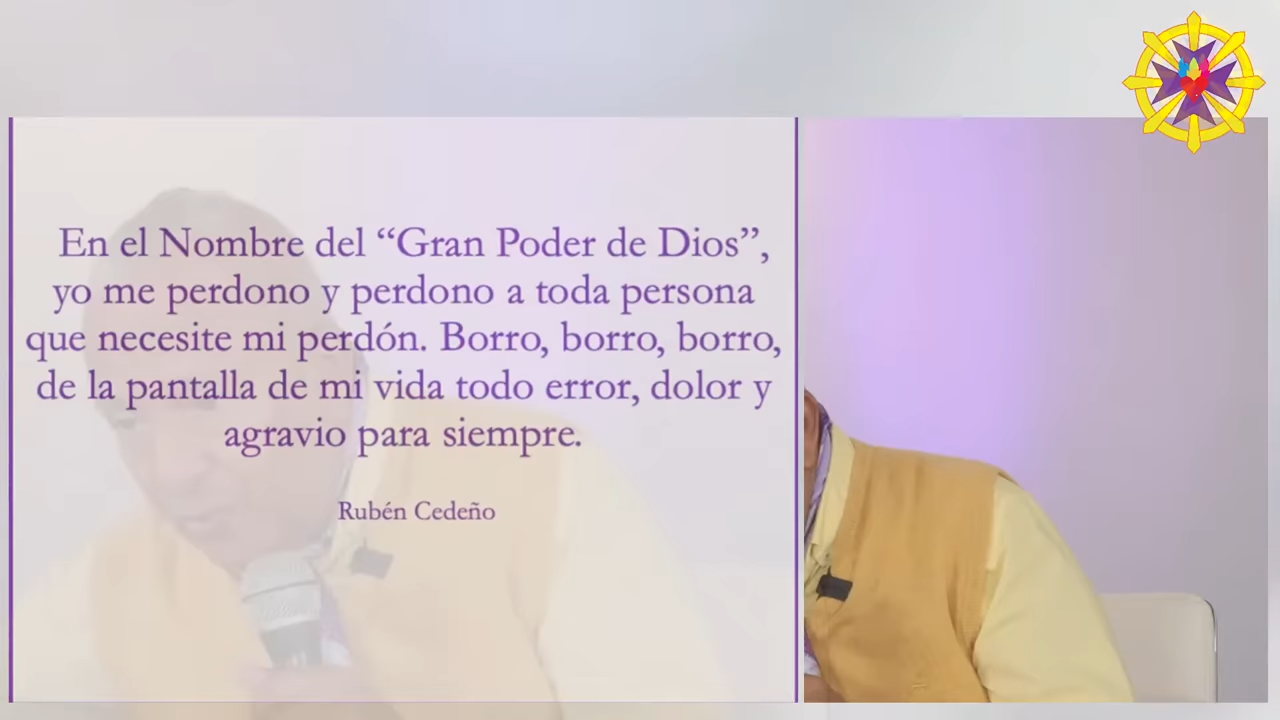 En el Nombre del “Gran Poder de Dios”,
yo me perdono y perdono a toda persona
que necesite mi perdón. Borro, borro, borro,
de la pantalla de mi vida todo error, dolor y
agravio para siempre.
Rubén Cedeño